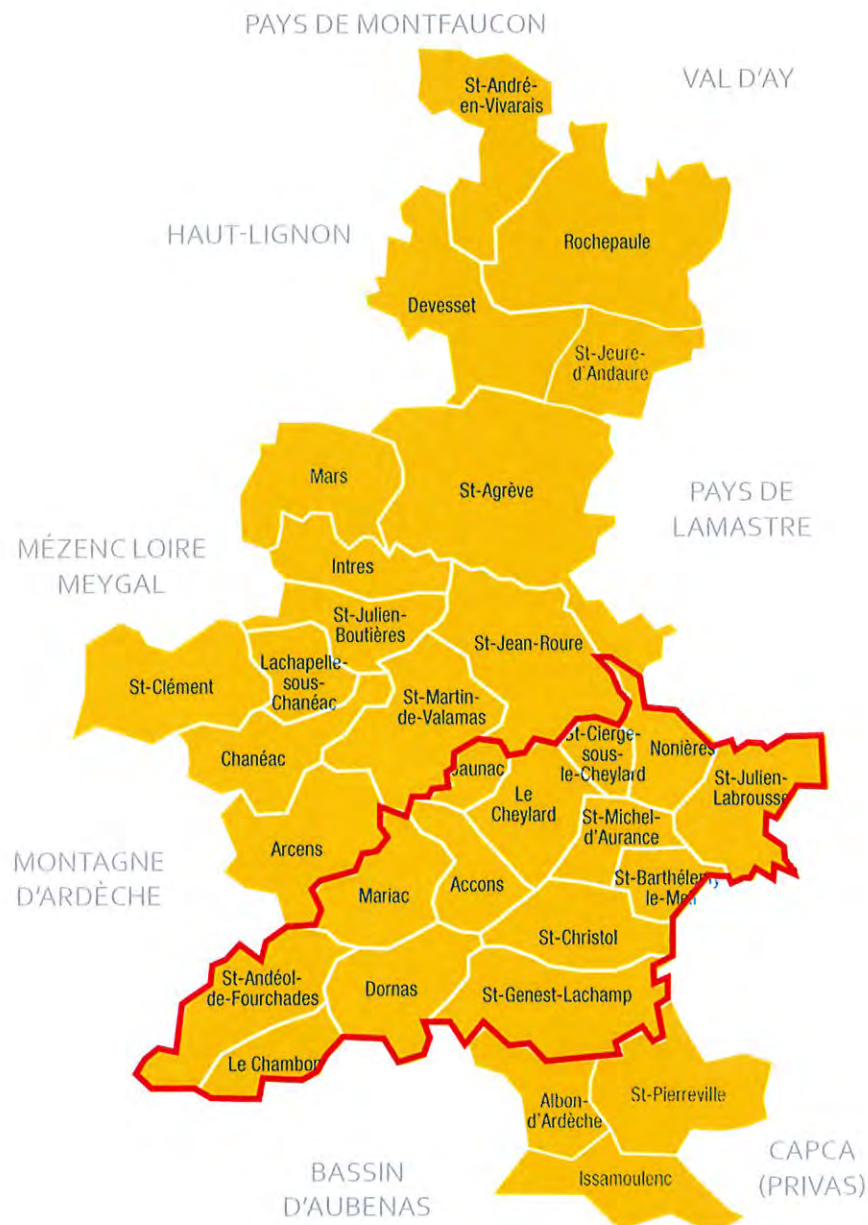 PAYS DE MONTFAUCON
VAL D'AY
St-André-
en-Vivarais
HAUT-LIGNON
Rochepaule
Devesset
St-Jeure-
d'Andaure
Mars
St-Agrève
PAYS DE
LAMASTRE
MÉZENC LOIRE
MEYGAL
Intres
St-Julien-
Boutières
St-Jean-Roure
St-Clément
Lachapelle-
sous-
Chanéac
St-Martin-
de-Valamas
Chanéac
St-Cierge-
sous-
le-Cheylard
Nonières
St-Julien-
Labrousse
Jaunac
Le
Cheylard
St-Michel-
d'Aurance
Arcens
MONTAGNE
D'ARDÈCHE
Mariac
Accons
St-Barthélemy
le-Meil
St-Christol
St-Andéol-
de-Fourchades
Dornas
St-Genest-Lachamp
Le Chambon
Albon-
d'Ardèche
St-Pierreville
BASSIN
D'AUBENAS
Issamoulenc
CAPCA
(PRIVAS)